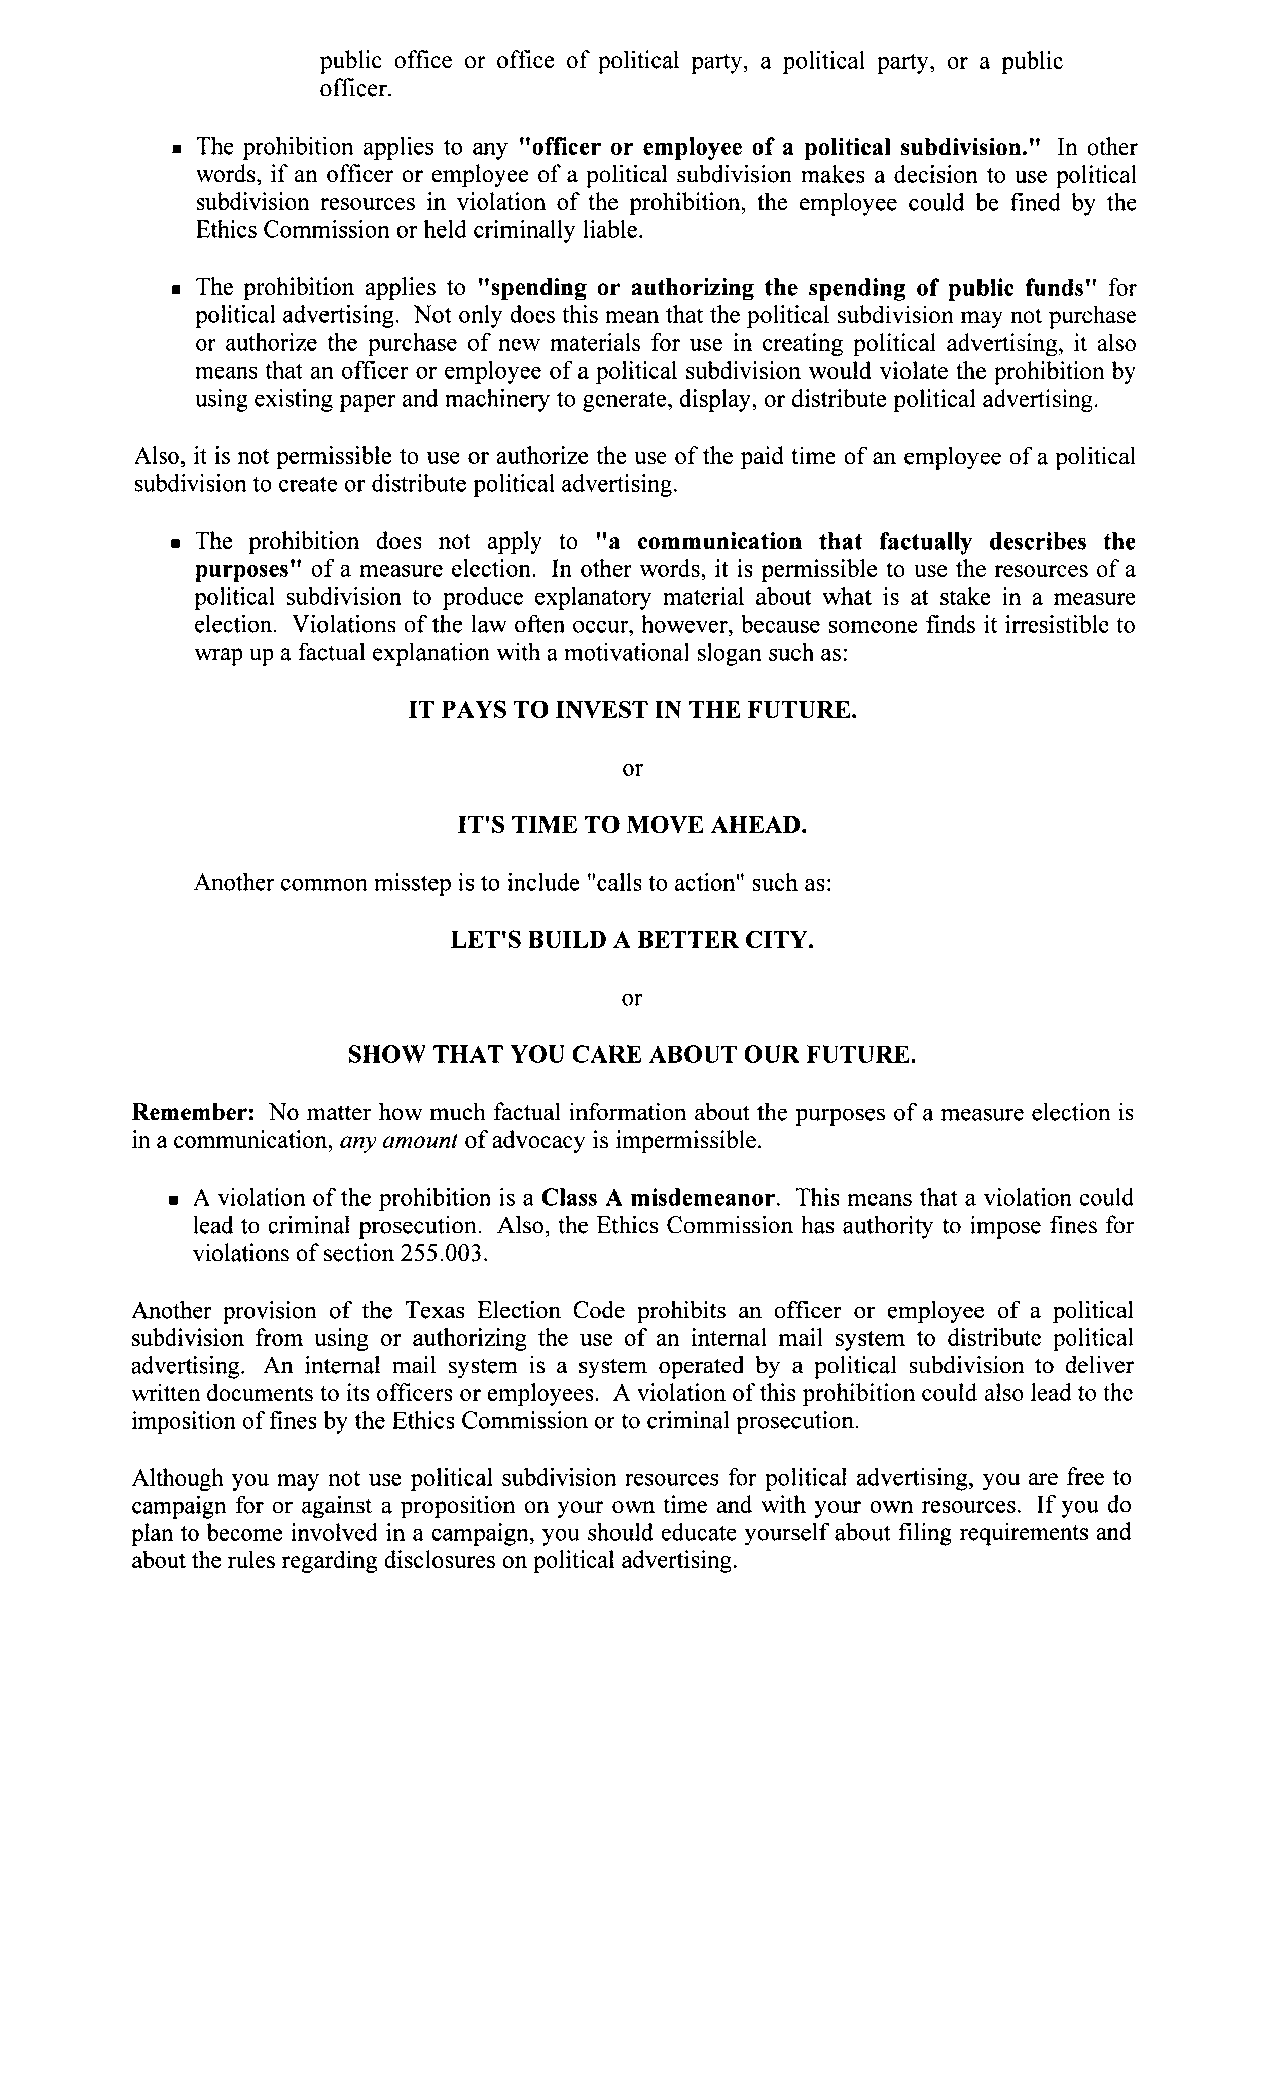 public office or office of political party, a political party, or a public
officer.
▪ The prohibition applies to any "officer or employee of a political subdivision." In other
words, if an officer or employee of a political subdivision makes a decision to use political
subdivision resources in violation of the prohibition, the employee could be fined by the
Ethics Commission or held criminally liable.
▪ The prohibition applies to "spending or authorizing the spending of public funds" for
political advertising. Not only does this mean that the political subdivision may not purchase
or authorize the purchase of new materials for use in creating political advertising, it also
means that an officer or employee of a political subdivision would violate the prohibition by
using existing paper and machinery to generate, display, or distribute political advertising.
Also, it is not permissible to use or authorize the use of the paid time of an employee of a political
subdivision to create or distribute political advertising.
▪ The prohibition does not apply to "a communication that factually describes the
purposes" of a measure election. In other words, it is permissible to use the resources of a
political subdivision to produce explanatory material about what is at stake in a measure
election. Violations of the law often occur, however, because someone finds it irresistible to
wrap up a factual explanation with a motivational slogan such as:
IT PAYS TO INVEST IN THE FUTURE.
or
IT'S TIME TO MOVE AHEAD.
Another common misstep is to include "calls to action" such as:
LET'S BUILD A BETTER CITY.
or
SHOW THAT YOU CARE ABOUT OUR FUTURE.
Remember: No matter how much factual information about the purposes of a measure election is
in a communication, any amount of advocacy is impermissible.
▪ A violation of the prohibition is a Class A misdemeanor. This means that a violation could
lead to criminal prosecution. Also, the Ethics Commission has authority to impose fines for
violations of section 255.003.
Another provision of the Texas Election Code prohibits an officer or employee of a political
subdivision from using or authorizing the use of an internal mail system to distribute political
advertising. An internal mail system is a system operated by a political subdivision to deliver
written documents to its officers or employees. A violation of this prohibition could also lead to the
imposition of fines by the Ethics Commission or to criminal prosecution.
Although you may not use political subdivision resources for political advertising, you are free to
campaign for or against a proposition on your own time and with your own resources. If you do
plan to become involved in a campaign, you should educate yourself about filing requirements and
about the rules regarding disclosures on political advertising.